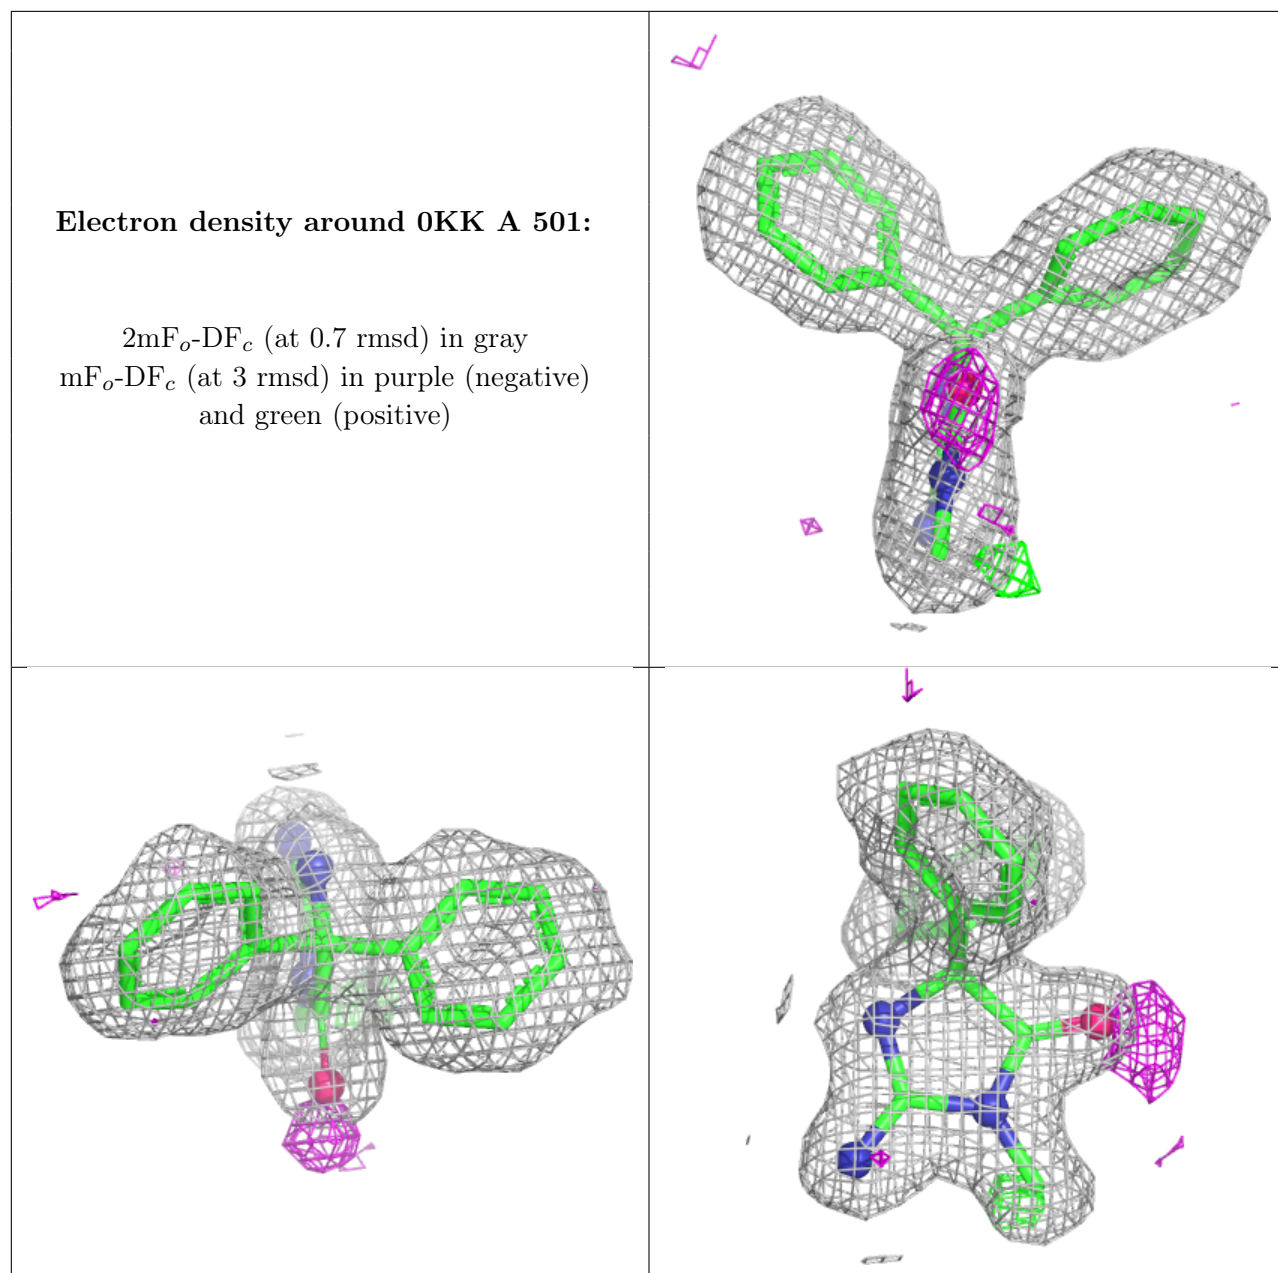 Electron density around 0KK A 501:
2mFo-DFc (at 0.7 rmsd) in gray
mFo-DFc (at 3 rmsd) in purple (negative)
and green (positive)